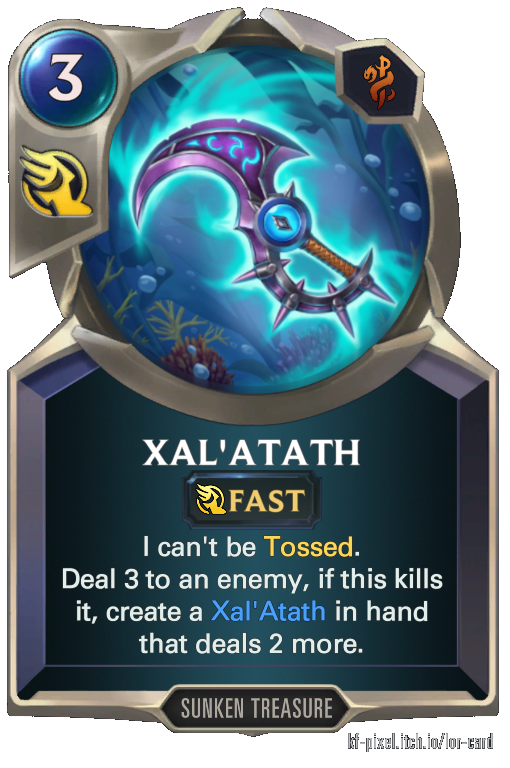 3
XAL'ATATH
FAST
I can't be Tossed.
Deal 3 to an enemy, if this kills
it, create a Xal'Atath in hand
that deals 2 more.
SUNKEN TREASURE
kf-pixel.itch.io/lor-card